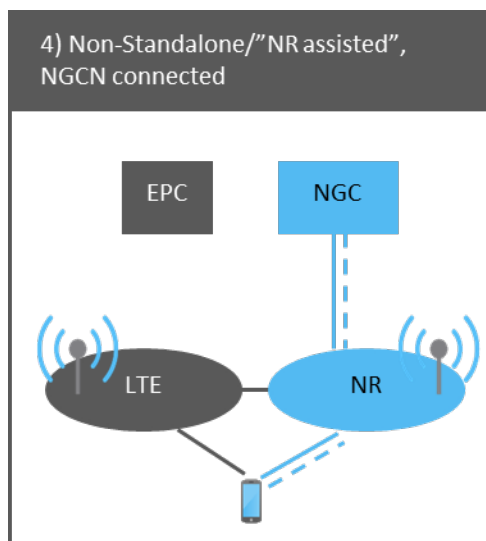 4) Non-Standalone/”NR assisted”,
NGCN connected
EPC
NGC
LTE
NR